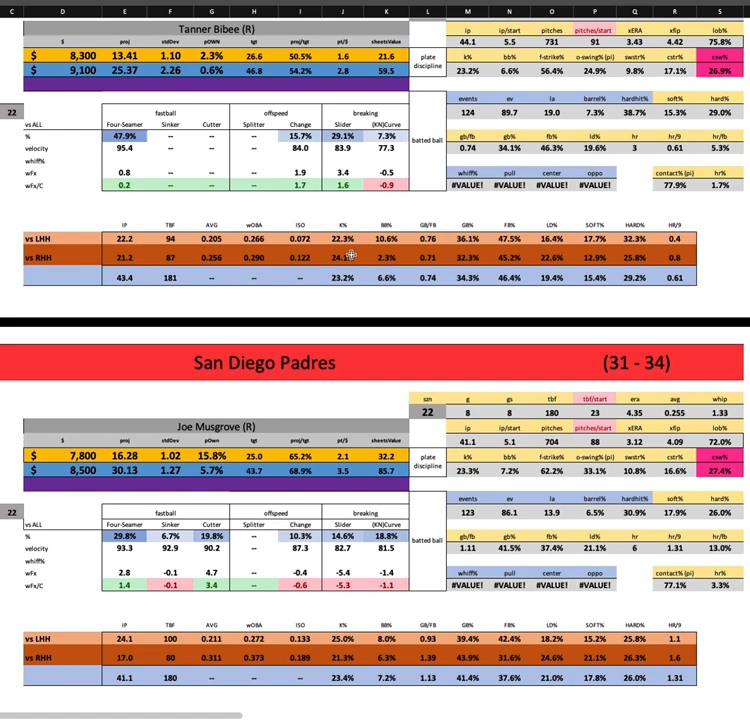 C D E F G H I J K L M N O P Q R S
Tanner Bibee (R) ip ip/start pitches pitches/start xERA xfip lob%
$ proj stdDev pOWN tgt proj/tgt pt/$ sheetsValue 44.1 5.5 731 91 3.43 4.42 75.8%
$ 8,300 13.41 1.10 2.3% 26.6 50.5% 1.6 21.6 plate discipline k% bb% f-strike% o-swing% (pi) swstr% cstr% csw%
$ 9,100 25.37 2.26 0.6% 46.8 54.2% 2.8 59.5 23.2% 6.6% 56.4% 24.9% 9.8% 17.1% 26.9%
events ev la barrel% hardhit% soft% hard%
22 fastball offspeed breaking 124 89.7 19.0 7.3% 38.7% 15.3% 29.0%
vs ALL Four-Seamer Sinker Cutter Splitter Change Slider (KN)Curve
% 47.9% -- -- -- 15.7% 29.1% 7.3% batted ball gb/fb gb% fb% ld% hr hr/9 hr/fb
velocity 95.4 -- -- -- 84.0 83.9 77.3 0.74 34.1% 46.3% 19.6% 3 0.61 5.3%
whiff%
wFx 0.8 1.9 3.4 -0.5 whiff% pull center oppo contact% (pi) hr%
wFx/C 0.2 -- -- -- 1.7 1.6 -0.9 #VALUE! #VALUE! #VALUE! #VALUE! 77.9% 1.7%
IP TBF AVG wOBA ISO K% BB% GB/FB GB% FB% LD% SOFT% HARD% HR/9
vs LHH 22.2 94 0.205 0.266 0.072 22.3% 10.6% 0.76 36.1% 47.5% 16.4% 17.7% 32.3% 0.4
vs RHH 21.2 87 0.256 0.290 0.122 24.1% 2.3% 0.71 32.3% 45.2% 22.6% 12.9% 25.8% 0.8
43.4 181 -- -- -- 23.2% 6.6% 0.74 34.3% 46.4% 19.4% 15.4% 29.2% 0.61
San Diego Padres (31 - 34)
szn g gs tbf tbf/start era avg whip
22 8 8 180 23 4.35 0.255 1.33
Joe Musgrove (R) ip ip/start pitches pitches/start xERA xfip lob%
$ proj stdDev pOwn tgt proj/tgt pt/$ sheetsValue 41.1 5.1 704 88 3.12 4.09 72.0%
$ 7,800 16.28 1.02 15.8% 25.0 65.2% 2.1 32.2 plate discipline k% bb% f-strike% o-swing% (pi) swstr% cstr% csw%
$ 8,500 30.13 1.27 5.7% 43.7 68.9% 3.5 85.7 23.3% 7.2% 62.2% 33.1% 10.8% 16.6% 27.4%
events ev la barrel% hardhit% soft% hard%
22 fastball offspeed breaking 123 86.1 13.9 6.5% 30.9% 17.9% 26.0%
vs ALL Four-Seamer Sinker Cutter Splitter Change Slider (KN)Curve
% 29.8% 6.7% 19.8% -- 10.3% 14.6% 18.8% batted ball gb/fb gb% fb% ld% hr hr/9 hr/fb
velocity 93.3 92.9 90.2 -- 87.3 82.7 81.5 1.11 41.5% 37.4% 21.1% 6 1.31 13.0%
whiff%
wFx 2.8 -0.1 4.7 -0.4 -5.4 -1.4 whiff% pull center oppo contact% (pi) hr%
wFx/C 1.4 -0.1 3.4 -- -0.6 -5.3 -1.1 #VALUE! #VALUE! #VALUE! #VALUE! 77.1% 3.3%
IP TBF AVG wOBA ISO K% BB% GB/FB GB% FB% LD% SOFT% HARD% HR/9
vs LHH 24.1 100 0.211 0.272 0.133 25.0% 8.0% 0.93 39.4% 42.4% 18.2% 15.2% 25.8% 1.1
vs RHH 17.0 80 0.311 0.373 0.189 21.3% 6.3% 1.39 43.9% 31.6% 24.6% 21.1% 26.3% 1.6
41.1 180 -- -- -- 23.4% 7.2% 1.13 41.4% 37.6% 21.0% 17.8% 26.0% 1.31